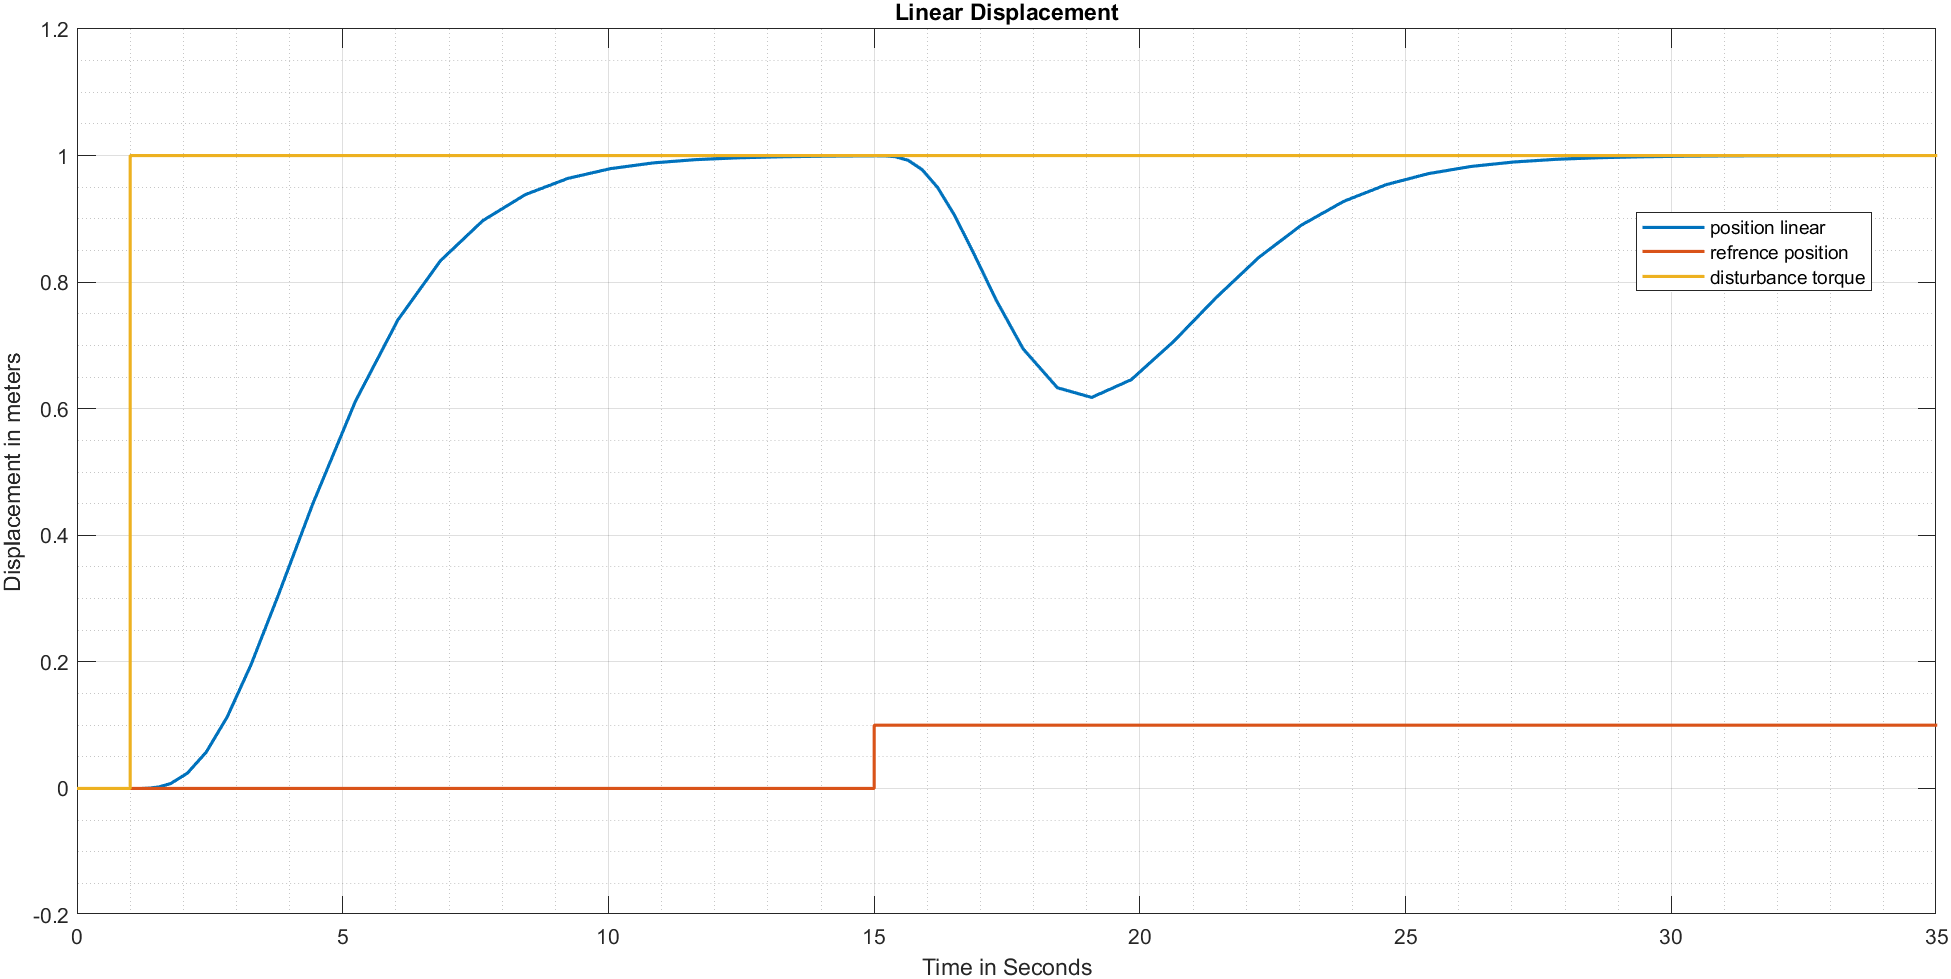 Linear Displacement
1.2
1
0.8
0.6
0.4
0.2
0
-0.2
Displacement in meters
position linear
refrence position
disturbance torque
0 5 10 15 20 25 30 35
Time in Seconds